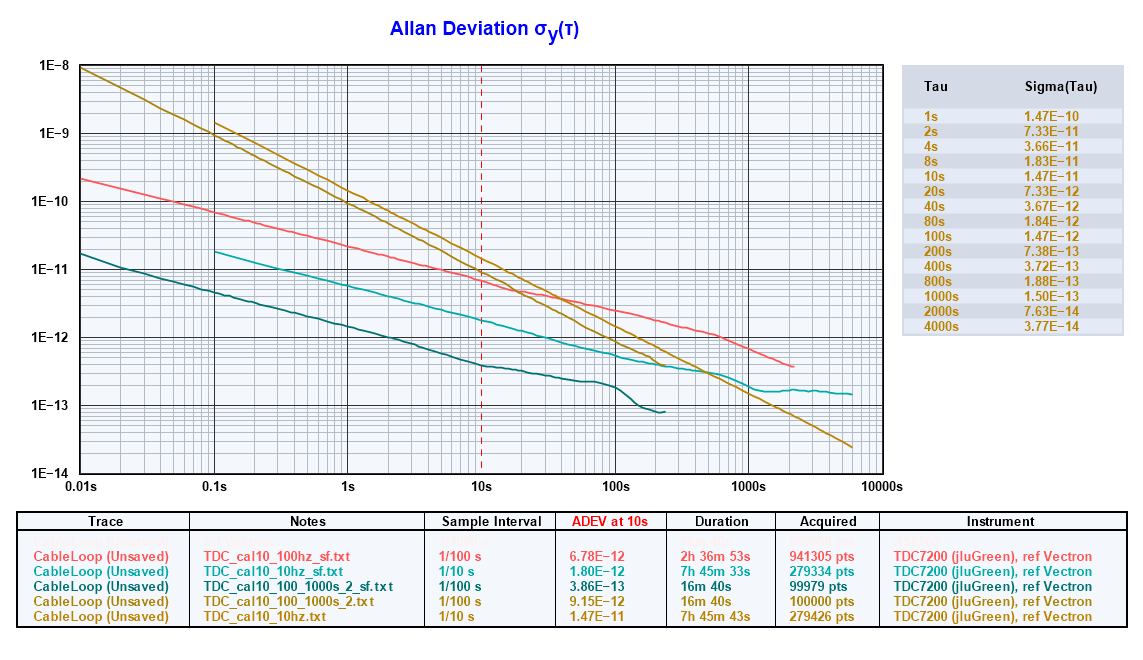 Allan Deviation σy(τ)
1E−8
1E−9
1E−10
1E−11
1E−12
1E−13
1E−14
0.01s 0.1s 1s 10s 100s 1000s 10000s
Tau Sigma(Tau)
1s 1.47E−10
2s 7.33E−11
4s 3.66E−11
8s 1.83E−11
10s 1.47E−11
20s 7.33E−12
40s 3.67E−12
80s 1.84E−12
100s 1.47E−12
200s 7.38E−13
400s 3.72E−13
800s 1.88E−13
1000s 1.50E−13
2000s 7.63E−14
4000s 3.77E−14
Trace Notes Sample Interval ADEV at 10s Duration Acquired Instrument
CableLoop (Unsaved) TDC_cal10_100hz_sf.txt 1/100 s 6.78E−12 2h 36m 53s 941305 pts TDC7200 (jluGreen), ref Vectron
CableLoop (Unsaved) TDC_cal10_10hz_sf.txt 1/10 s 1.80E−12 7h 45m 33s 279334 pts TDC7200 (jluGreen), ref Vectron
CableLoop (Unsaved) TDC_cal10_100_1000s_2_sf.txt 1/100 s 3.86E−13 16m 40s 99979 pts TDC7200 (jluGreen), ref Vectron
CableLoop (Unsaved) TDC_cal10_100_1000s_2.txt 1/100 s 9.15E−12 16m 40s 100000 pts TDC7200 (jluGreen), ref Vectron
CableLoop (Unsaved) TDC_cal10_10hz.txt 1/10 s 1.47E−11 7h 45m 43s 279426 pts TDC7200 (jluGreen), ref Vectron